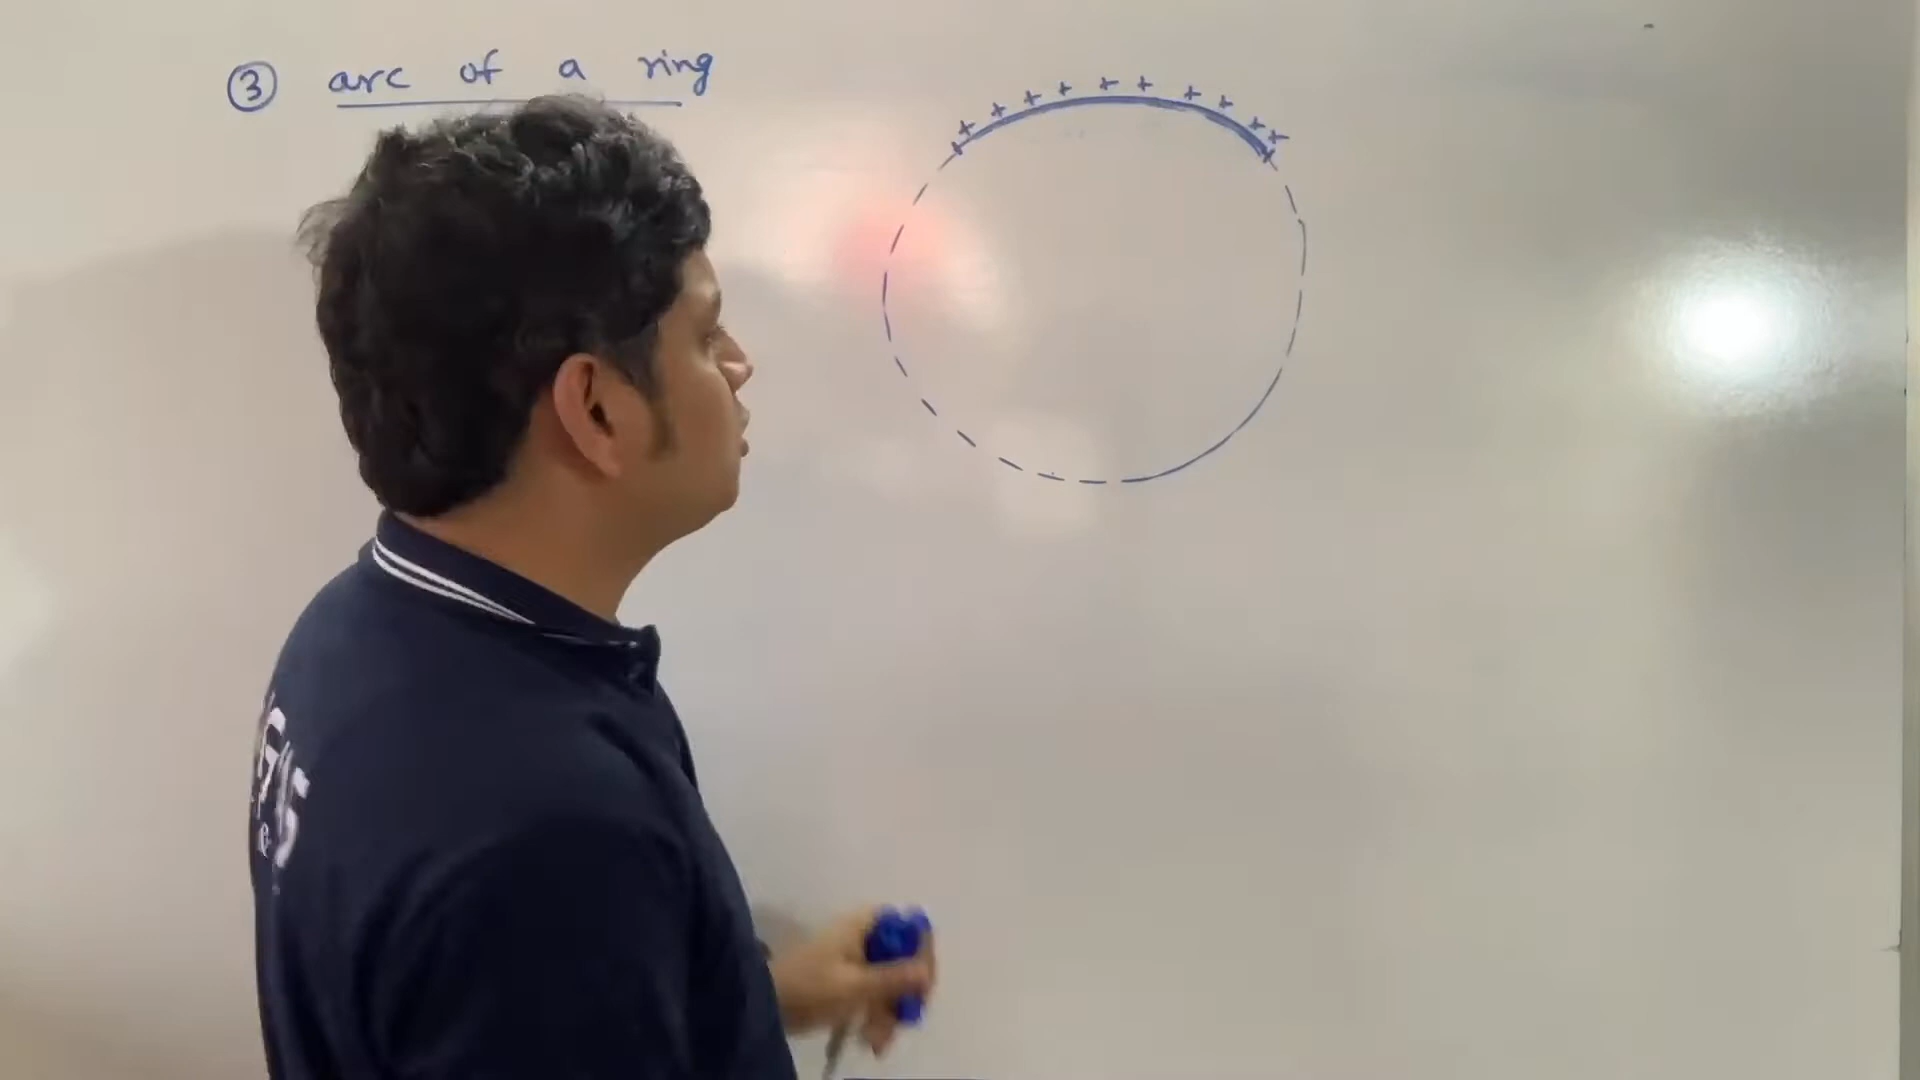 ③ arc of a ring
+ + + + + + + + + +